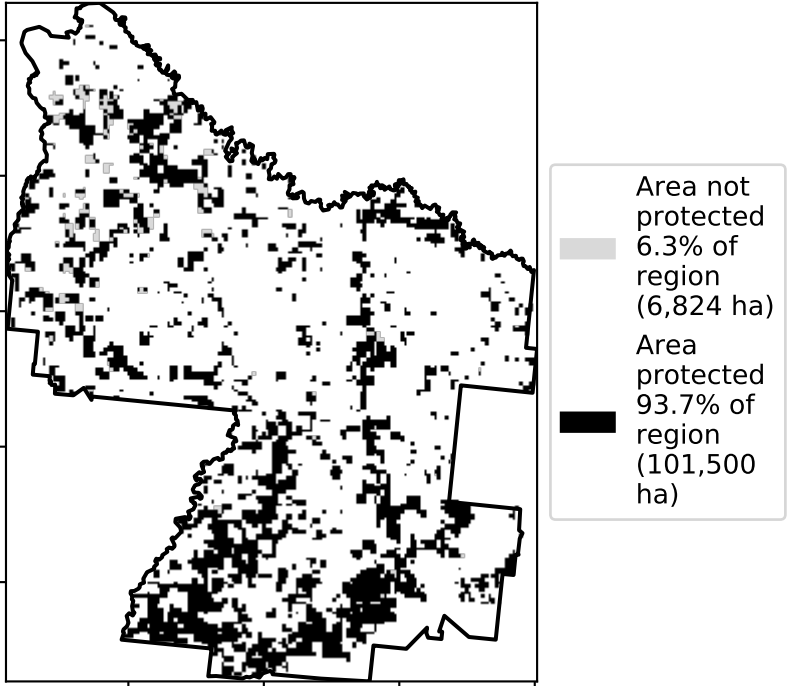 Area not
protected
6.3% of
region
(6,824 ha)
Area
protected
93.7% of
region
(101,500
ha)